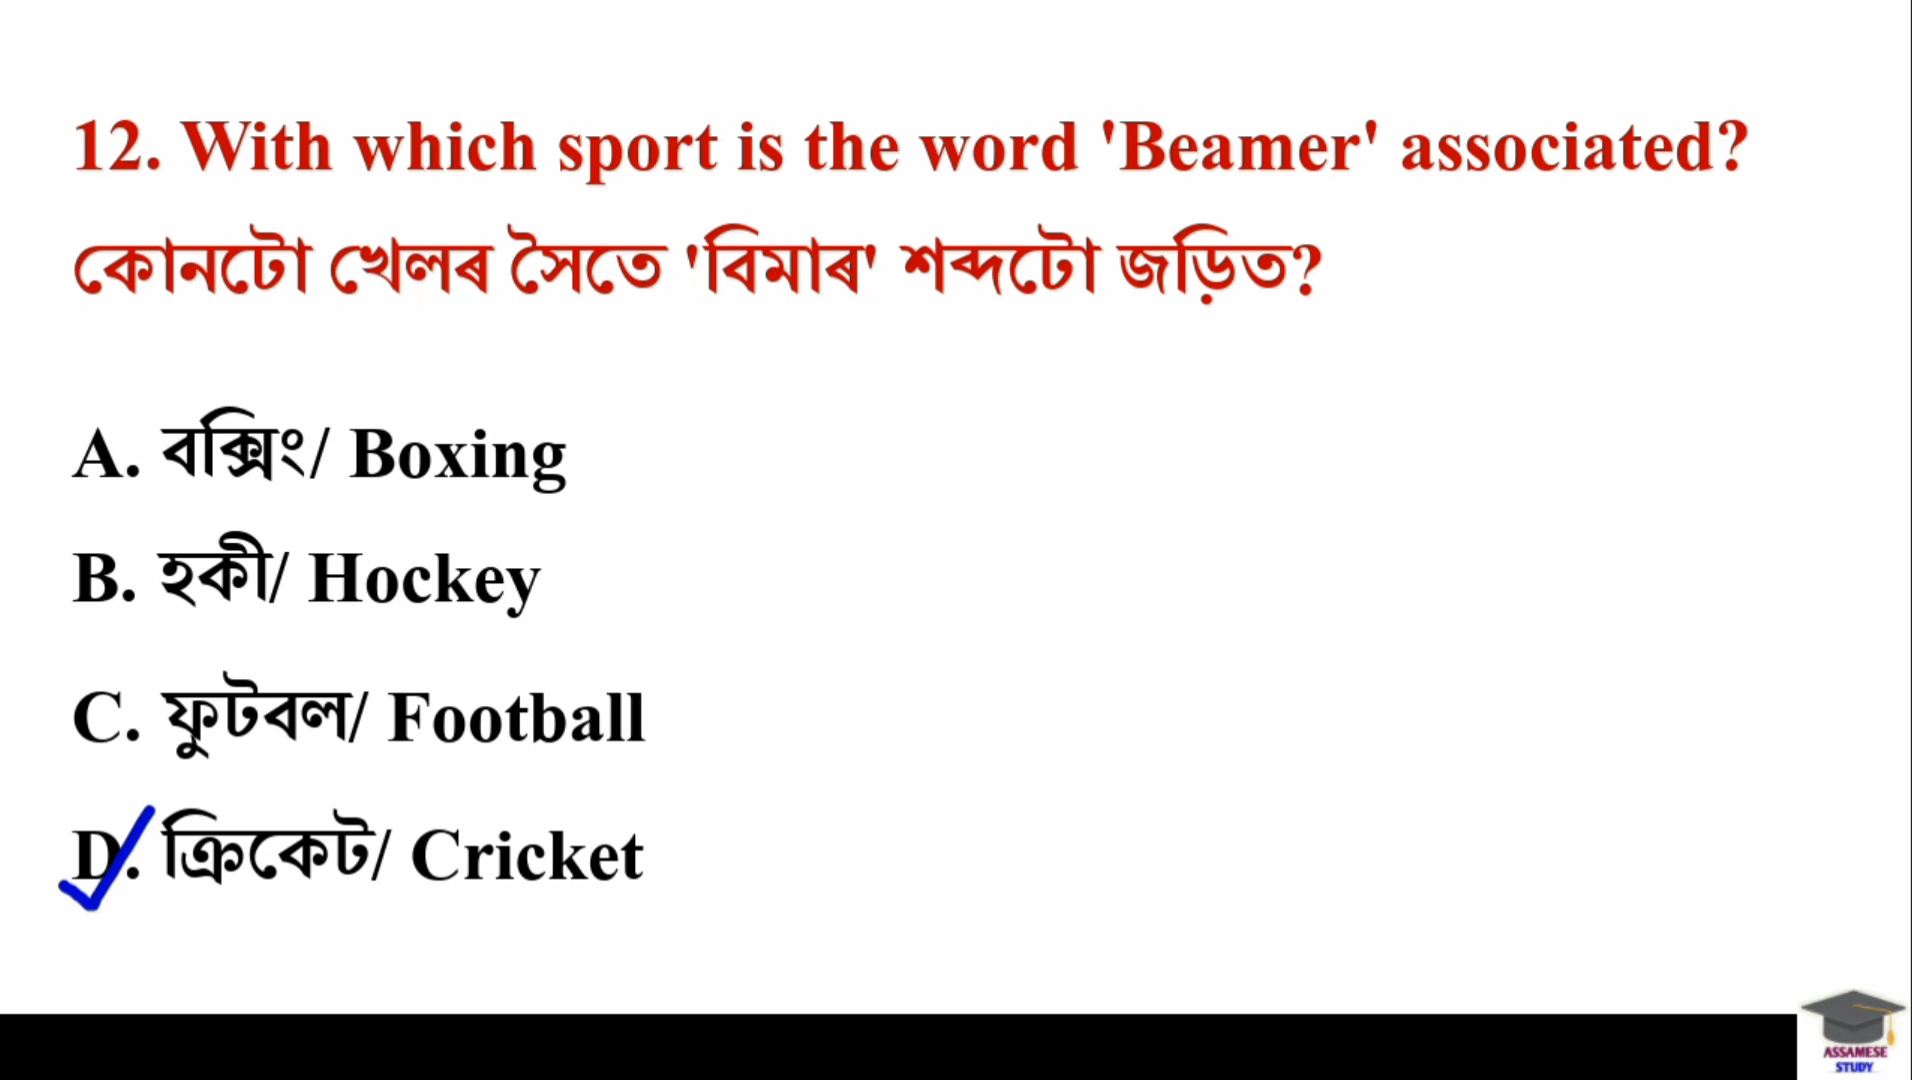 12. With which sport is the word 'Beamer' associated?
কোনটো খেলৰ সৈতে 'বিমাৰ' শব্দটো জড়িত?
A. বক্সিং/ Boxing
B. হকী/ Hockey
C. ফুটবল/ Football
D. ক্রিকেট/ Cricket
ASSAMESE
STUDY